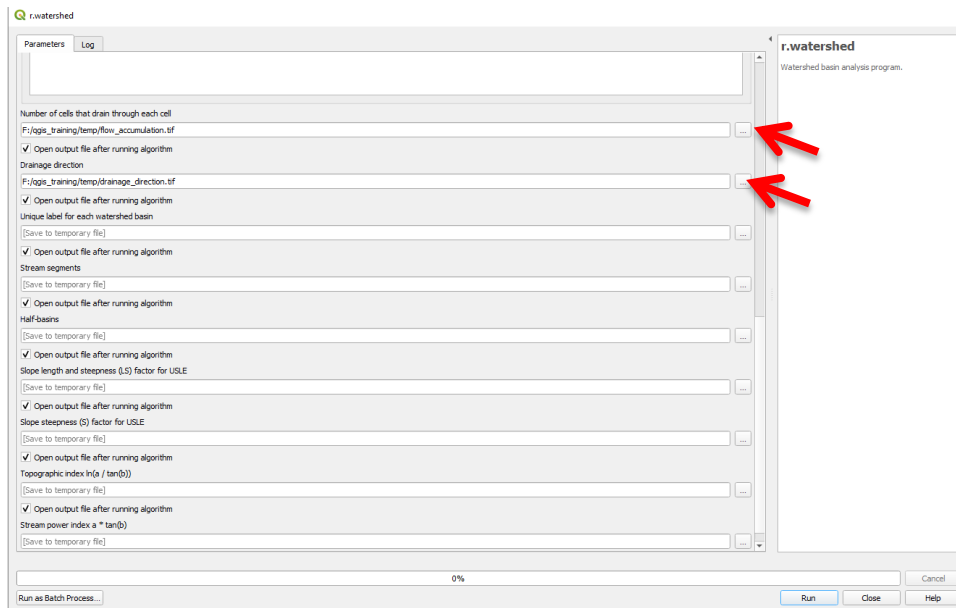 r.watershed
Parameters Log
r.watershed
Watershed basin analysis program.
Number of cells that drain through each cell
F:/qgis_training/temp/flow_accumulation.tif
...
Open output file after running algorithm
Drainage direction
F:/qgis_training/temp/drainage_direction.tif
...
Open output file after running algorithm
Unique label for each watershed basin
[Save to temporary file]
...
Open output file after running algorithm
Stream segments
[Save to temporary file]
...
Open output file after running algorithm
Half-basins
[Save to temporary file]
...
Open output file after running algorithm
Slope length and steepness (LS) factor for USLE
[Save to temporary file]
...
Open output file after running algorithm
Slope steepness (S) factor for USLE
[Save to temporary file]
...
Open output file after running algorithm
Topographic index ln(a / tan(b))
[Save to temporary file]
...
Open output file after running algorithm
Stream power index a * tan(b)
[Save to temporary file]
...
0%
Cancel
Run as Batch Process...
Run Close Help